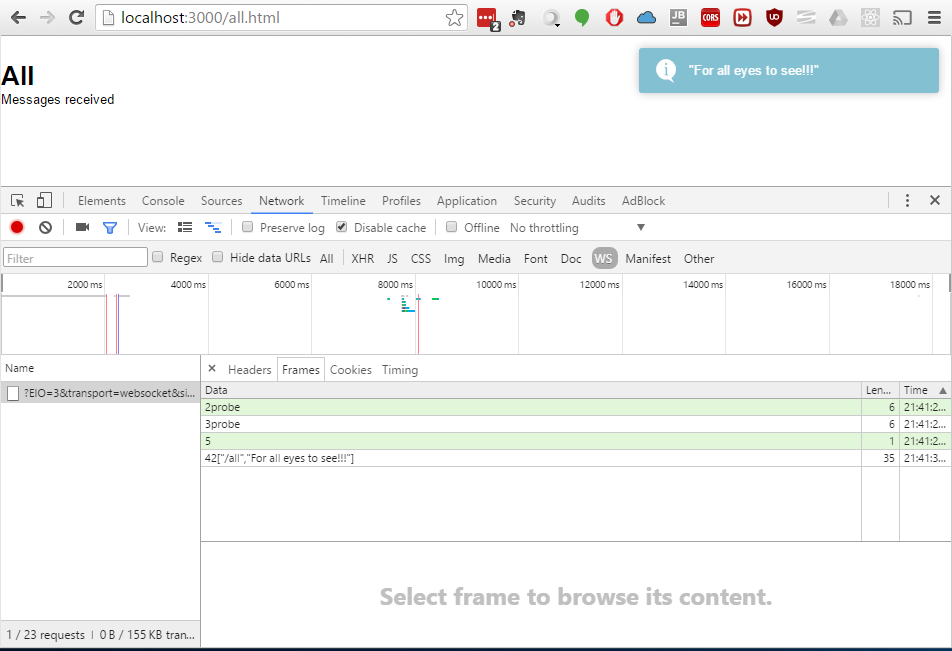 localhost:3000/all.html
2
JB
CORS
UD
All
Messages received
"For all eyes to see!!!"
Elements Console Sources Network Timeline Profiles Application Security Audits AdBlock
View: Preserve log Disable cache Offline No throttling
Filter Regex Hide data URLs All XHR JS CSS Img Media Font Doc WS Manifest Other
2000 ms 4000 ms 6000 ms 8000 ms 10000 ms 12000 ms 14000 ms 16000 ms 18000 ms
Name × Headers Frames Cookies Timing
?EIO=3&transport=websocket&si...
Data Len... Time
2probe 6 21:41:2...
3probe 6 21:41:2...
5 1 21:41:2...
42["/all","For all eyes to see!!!"] 35 21:41:3...
Select frame to browse its content.
1 / 23 requests | 0 B / 155 KB tran...